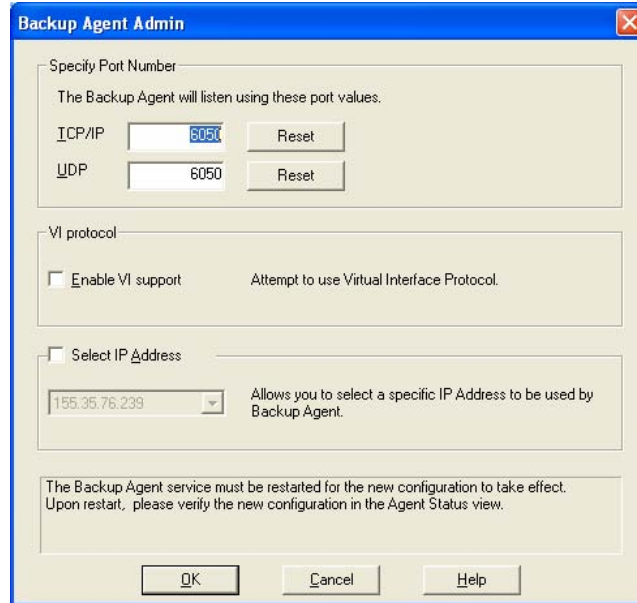 Backup Agent Admin
Specify Port Number
The Backup Agent will listen using these port values.
TCP/IP 6050 Reset
UDP 6050 Reset
VI protocol
Enable VI support Attempt to use Virtual Interface Protocol.
Select IP Address
155.35.76.239 Allows you to select a specific IP Address to be used by
Backup Agent.
The Backup Agent service must be restarted for the new configuration to take effect.
Upon restart, please verify the new configuration in the Agent Status view.
OK Cancel Help